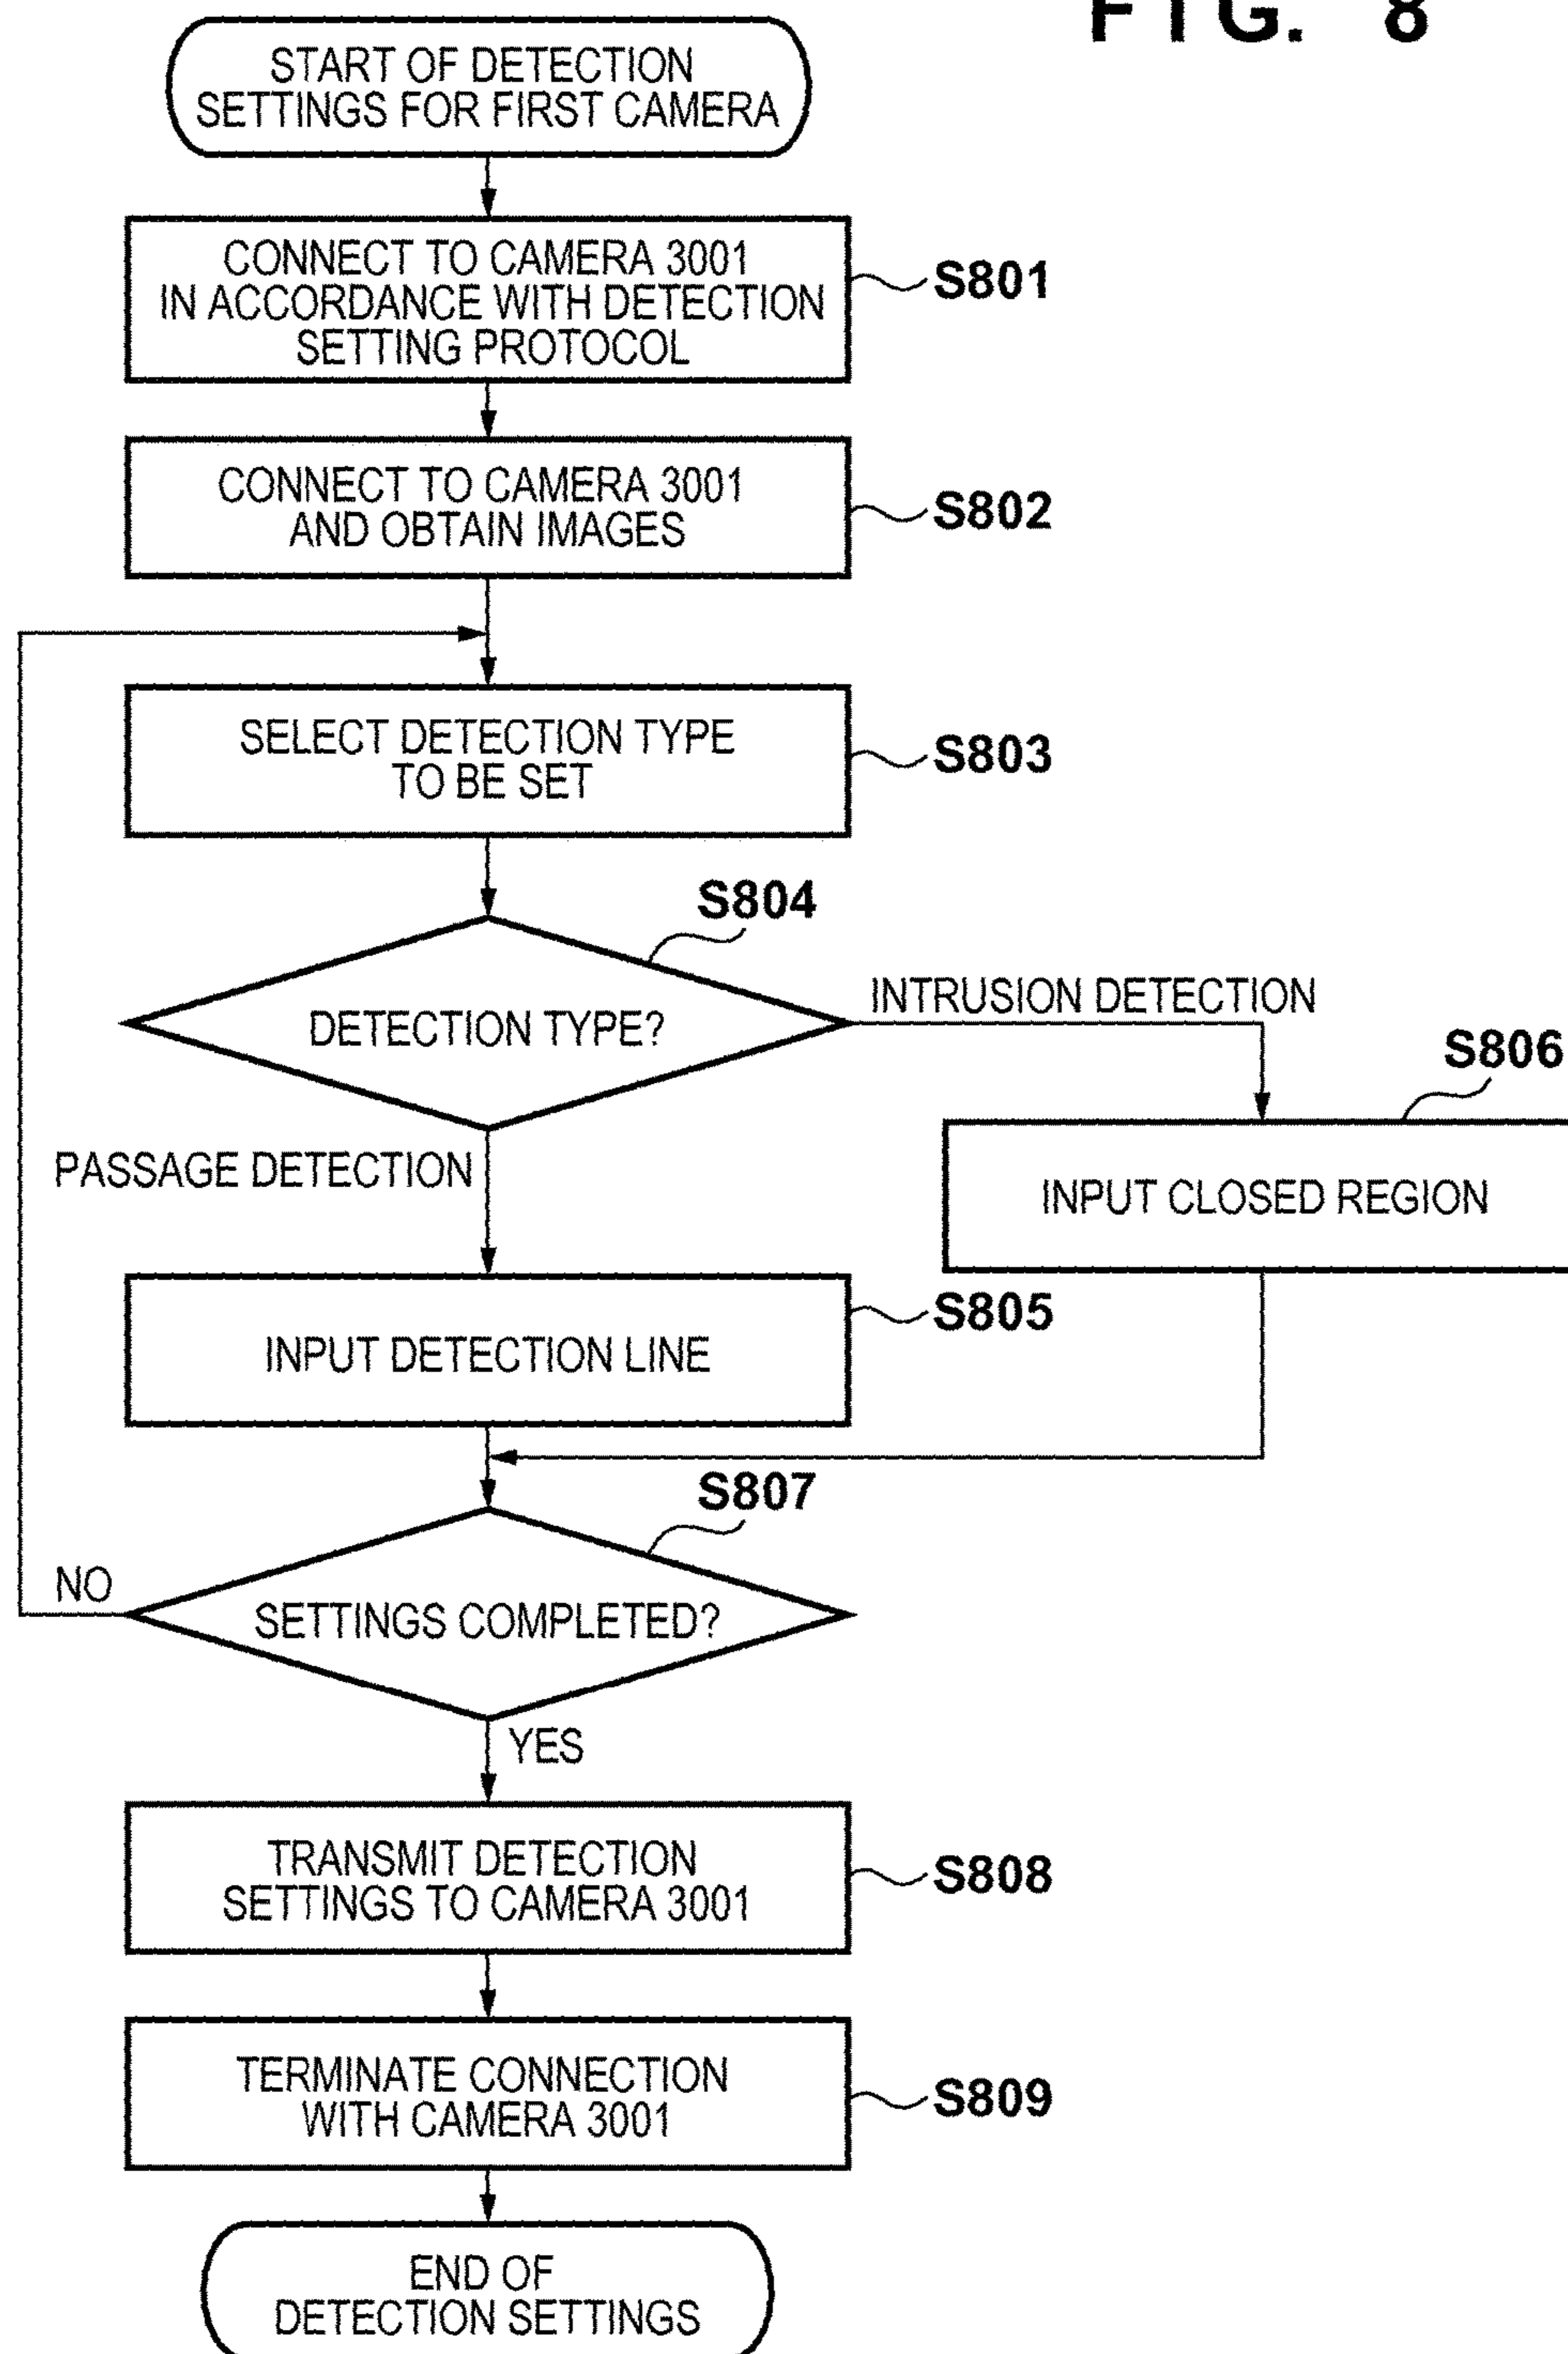 FIG. 8
START OF DETECTION
SETTINGS FOR FIRST CAMERA
CONNECT TO CAMERA 3001
IN ACCORDANCE WITH DETECTION
SETTING PROTOCOL
S801
CONNECT TO CAMERA 3001
AND OBTAIN IMAGES
S802
SELECT DETECTION TYPE
TO BE SET
S803
S804
DETECTION TYPE?
INTRUSION DETECTION
S806
INPUT CLOSED REGION
PASSAGE DETECTION
INPUT DETECTION LINE
S805
S807
SETTINGS COMPLETED?
NO
YES
TRANSMIT DETECTION
SETTINGS TO CAMERA 3001
S808
TERMINATE CONNECTION
WITH CAMERA 3001
S809
END OF
DETECTION SETTINGS